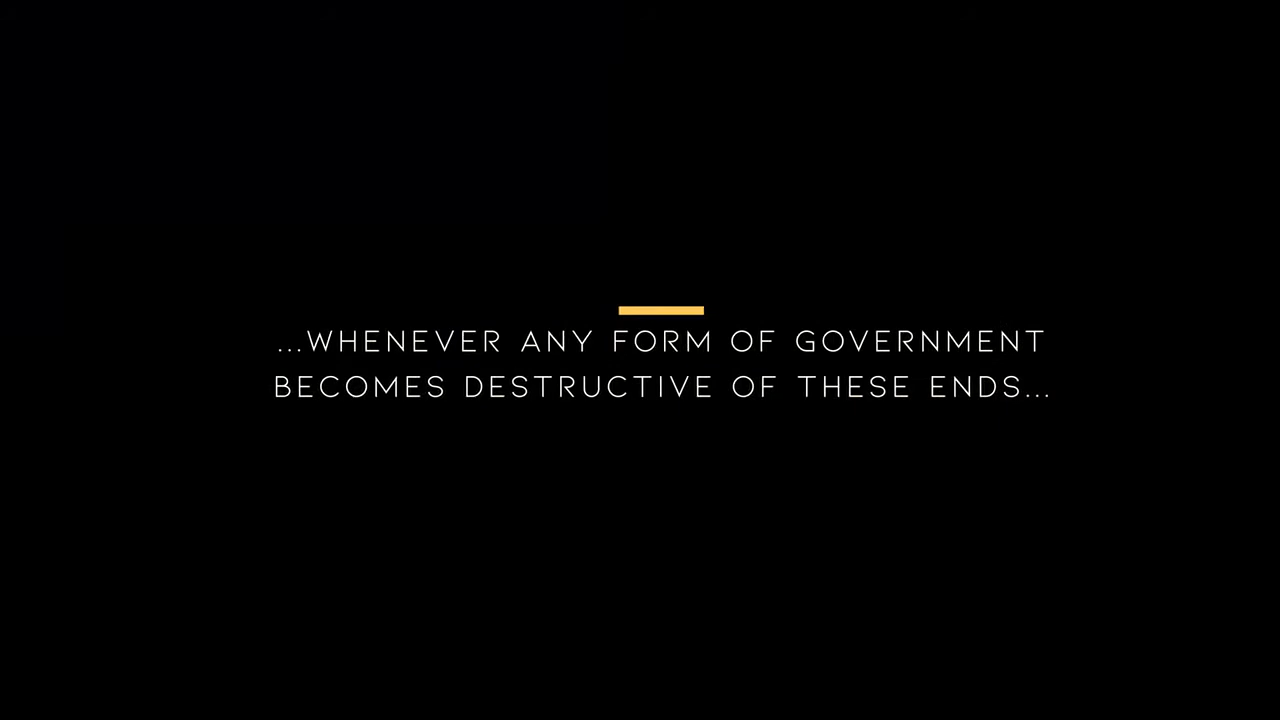 ...WHENEVER ANY FORM OF GOVERNMENT
BECOMES DESTRUCTIVE OF THESE ENDS...